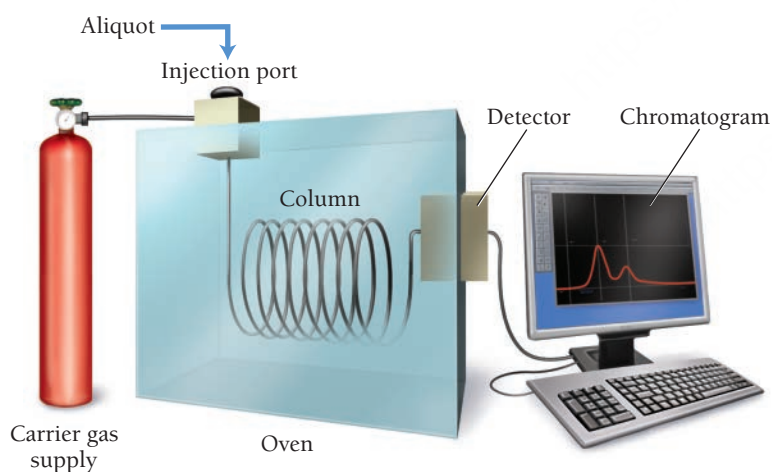 Aliquot
Injection port
Detector
Chromatogram
Column
Carrier gas
supply
Oven